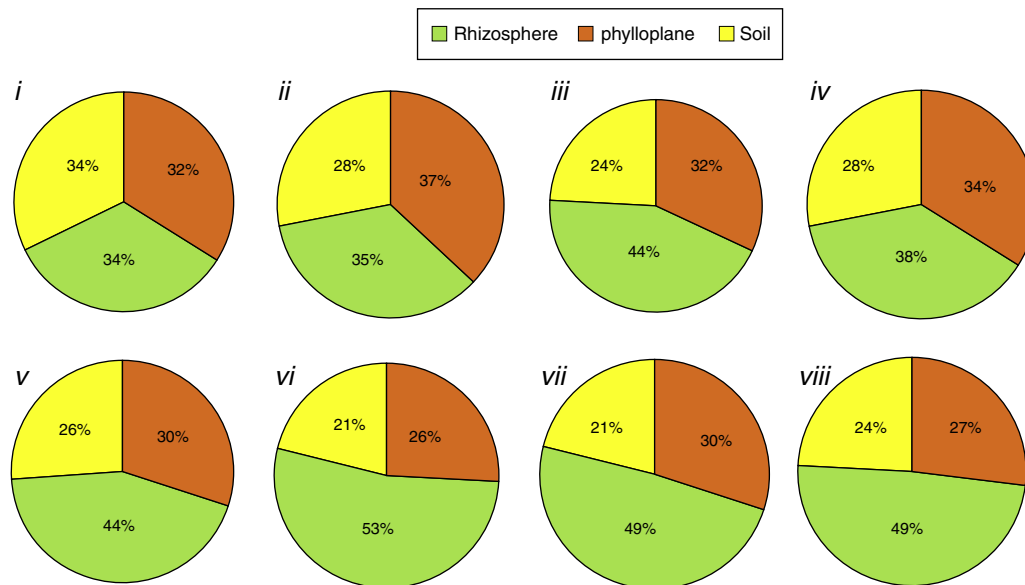 Rhizosphere phylloplane Soil
i ii iii iv
34% 32% 34%
28% 37% 35%
24% 32% 44%
28% 34% 38%
v vi vii viii
26% 30% 44%
21% 26% 53%
21% 30% 49%
24% 27% 49%